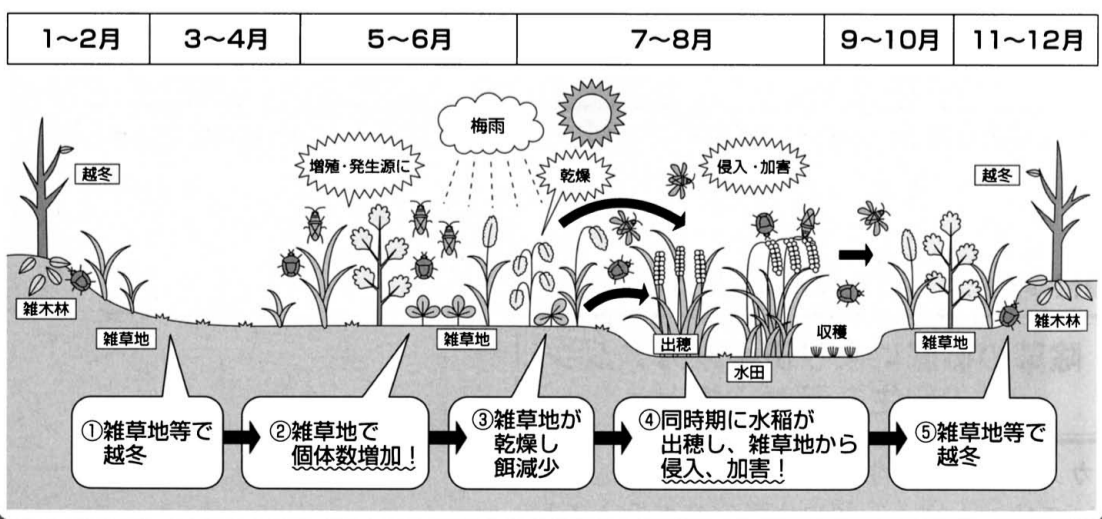 1～2月
3～4月
5～6月
7～8月
9～10月
11～12月
越冬
雑木林
雑草地
増殖・発生源に
梅雨
乾燥
雑草地
侵入・加害
出穂
水田
収穫
越冬
雑草地
雑木林
①雑草地等で
越冬
②雑草地で
個体数増加！
③雑草地が
乾燥し
餌減少
④同時期に水稲が
出穂し、雑草地から
侵入、加害！
⑤雑草地等で
越冬